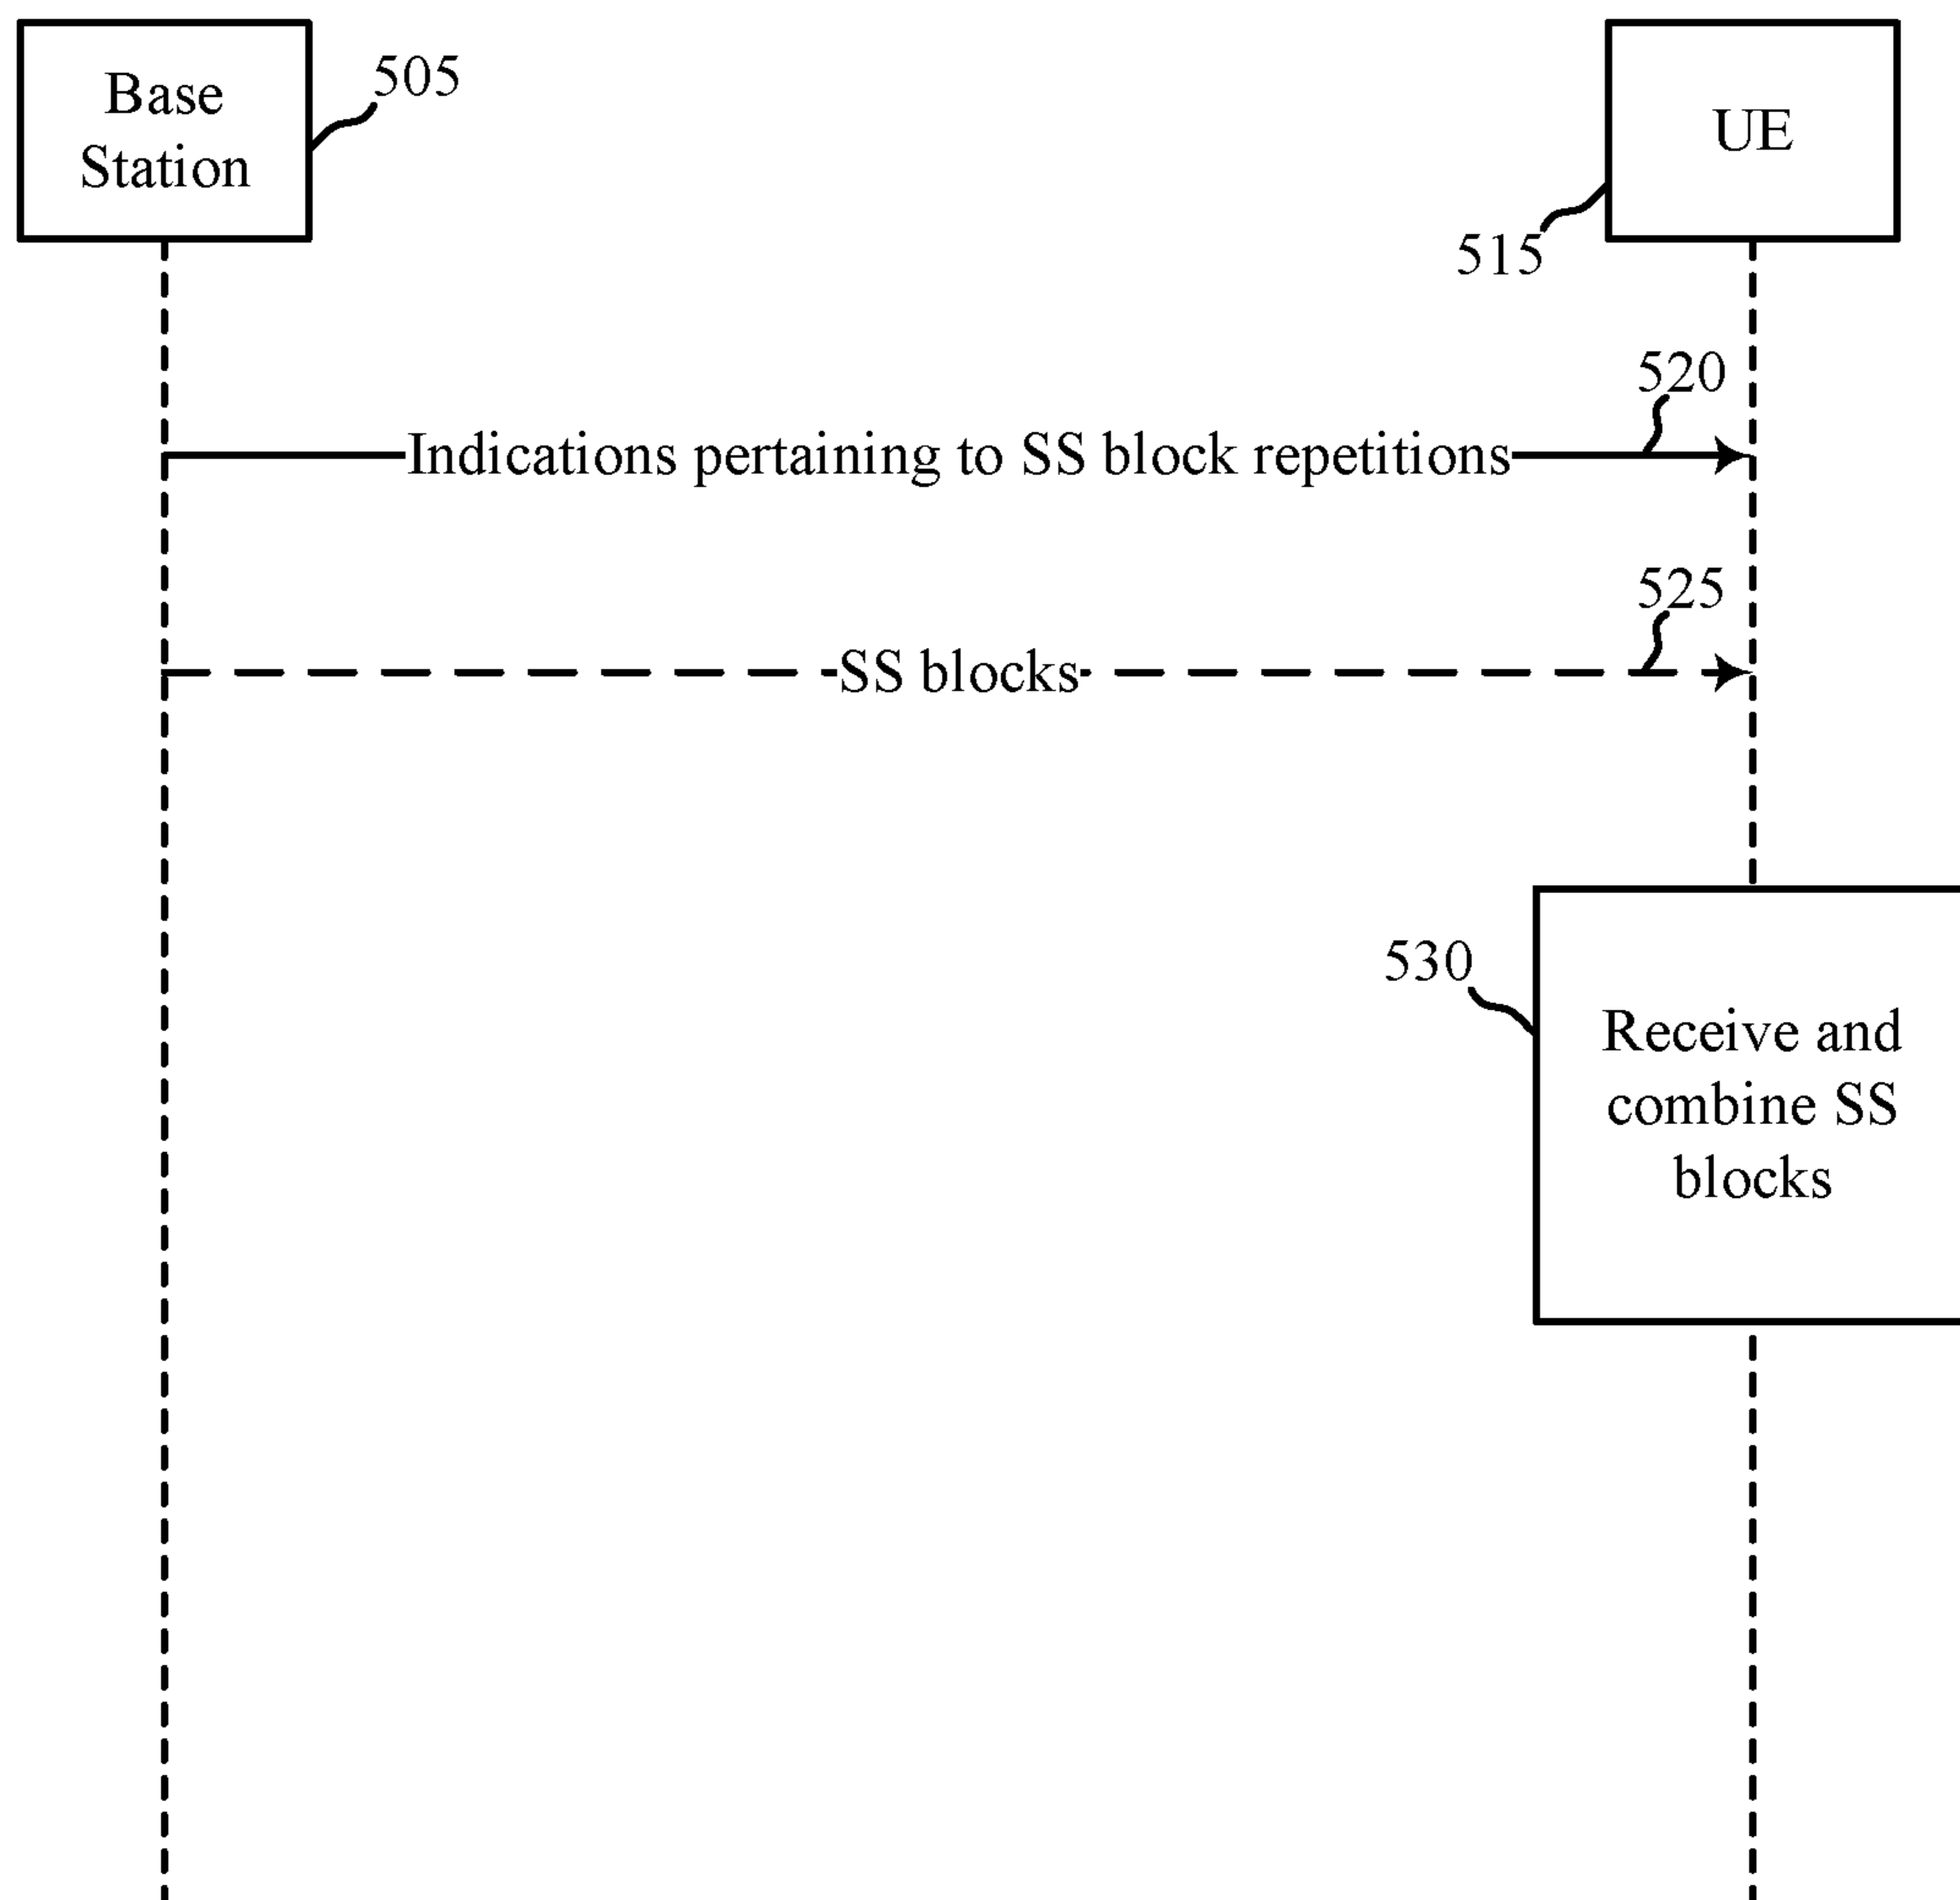 Base
Station
505
UE
515
520
Indications pertaining to SS block repetitions
525
SS blocks
530
Receive and
combine SS
blocks